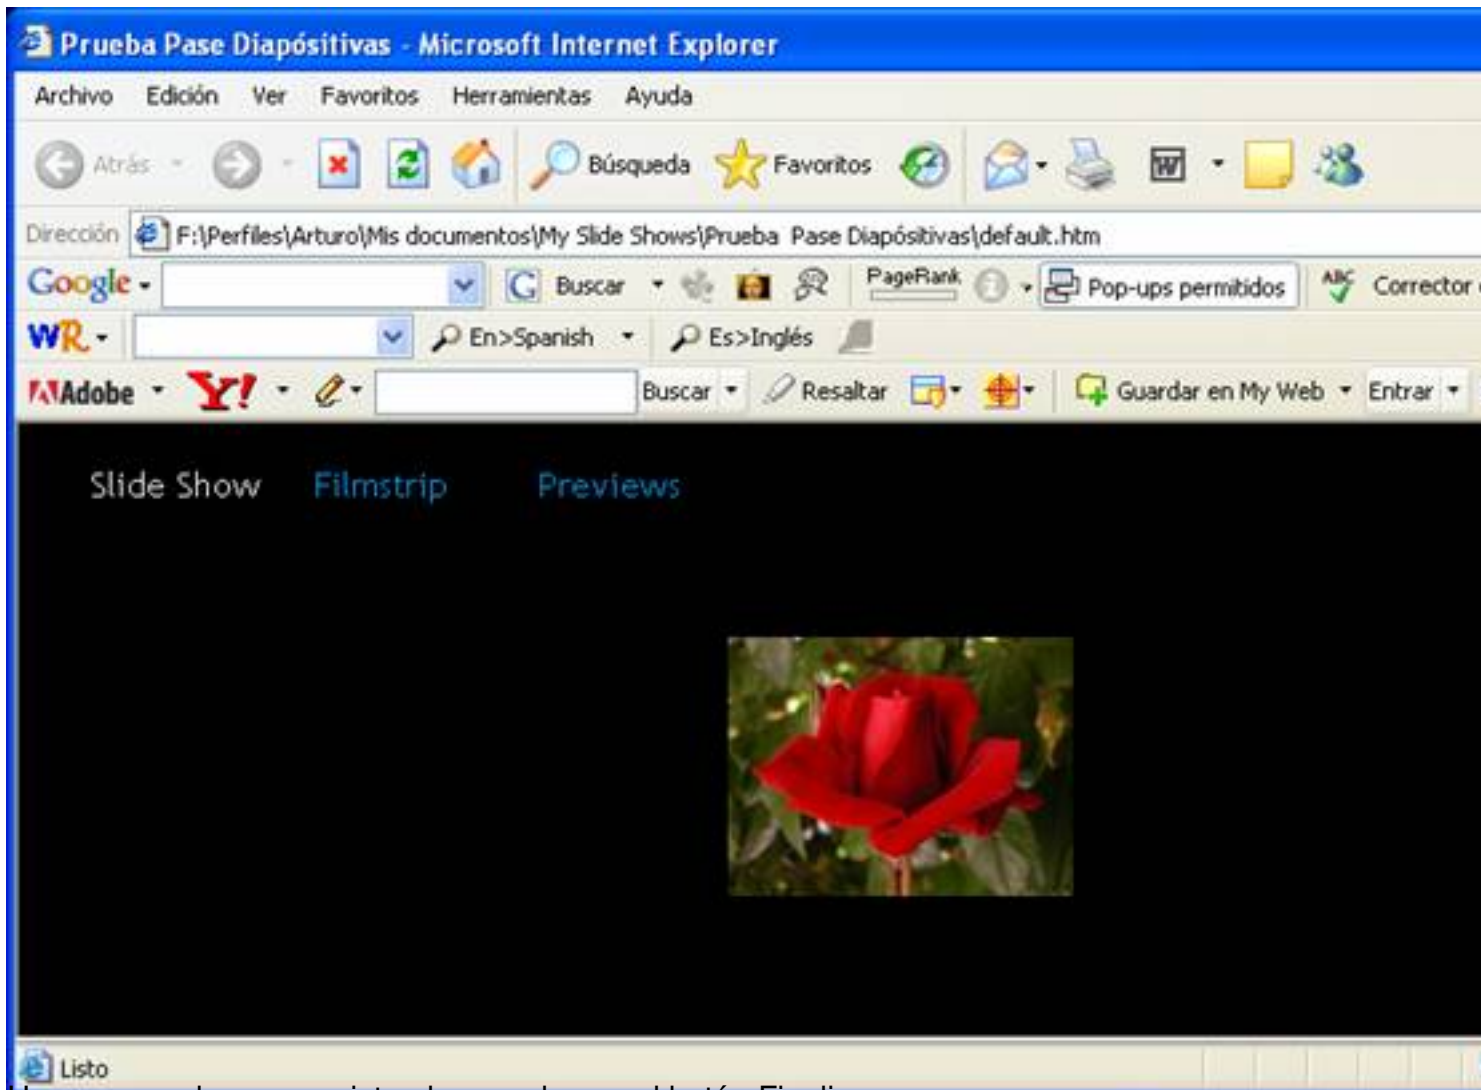 Prueba Pase Diapósitivas - Microsoft Internet Explorer
Archivo Edición Ver Favoritos Herramientas Ayuda
Atrás Búsqueda Favoritos W
Dirección F:\Perfiles\Arturo\Mis documentos\My Slide Shows\Prueba Pase Diapósitivas\default.htm
Google G Buscar PageRank Pop-ups permitidos ABC Corrector
WR En>Spanish Es>Inglés
Adobe Y! Buscar Resaltar Guardar en My Web Entrar
Slide Show Filmstrip Previews
Listo